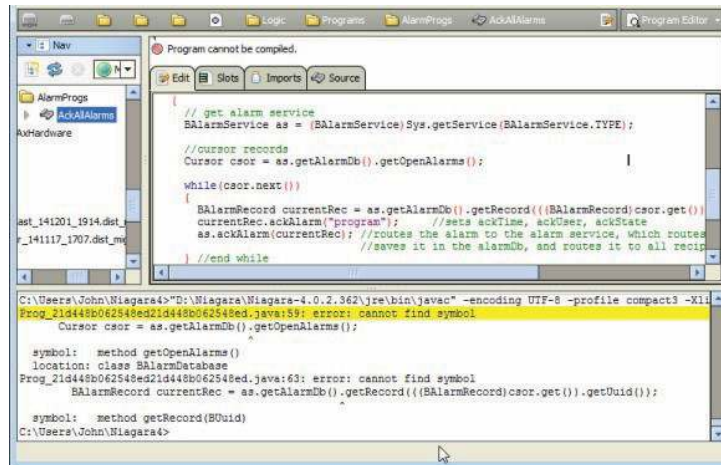 Logic Programs AlarmProgs AckAllAlarms Program Editor
Nav
Program cannot be compiled.
Edit Slots Imports Source
AlarmProgs
AckAllAlarms
AxHardware
ast_141201_1914.dist_
r_141117_1707.dist_mig
{
// get alarm service
BAlarmService as = (BAlarmService)Sys.getService(BAlarmService.TYPE);
//cursor records
Cursor csor = as.getAlarmDb().getOpenAlarms();
while(csor.next())
{
BAlarmRecord currentRec = as.getAlarmDb().getRecord(((BAlarmRecord)csor.get())
currentRec.ackAlarm("program"); //sets ackTime, ackUser, ackState
as.ackAlarm(currentRec); //routes the alarm to the alarm service, which routes
//saves it in the alarmDb, and routes it to all recip
} //end while
C:\Users\John\Niagara4>"D:\Niagara\Niagara-4.0.2.362\jre\bin\javac" -encoding UTF-8 -profile compact3 -Xli
Prog_21d448b062548ed21d448b062548ed.java:59: error: cannot find symbol
Cursor csor = as.getAlarmDb().getOpenAlarms();
^
symbol: method getOpenAlarms()
location: class BAlarmDatabase
Prog_21d448b062548ed21d448b062548ed.java:63: error: cannot find symbol
BAlarmRecord currentRec = as.getAlarmDb().getRecord(((BAlarmRecord)csor.get()).getUuid());
^
symbol: method getRecord(BUuid)
C:\Users\John\Niagara4>